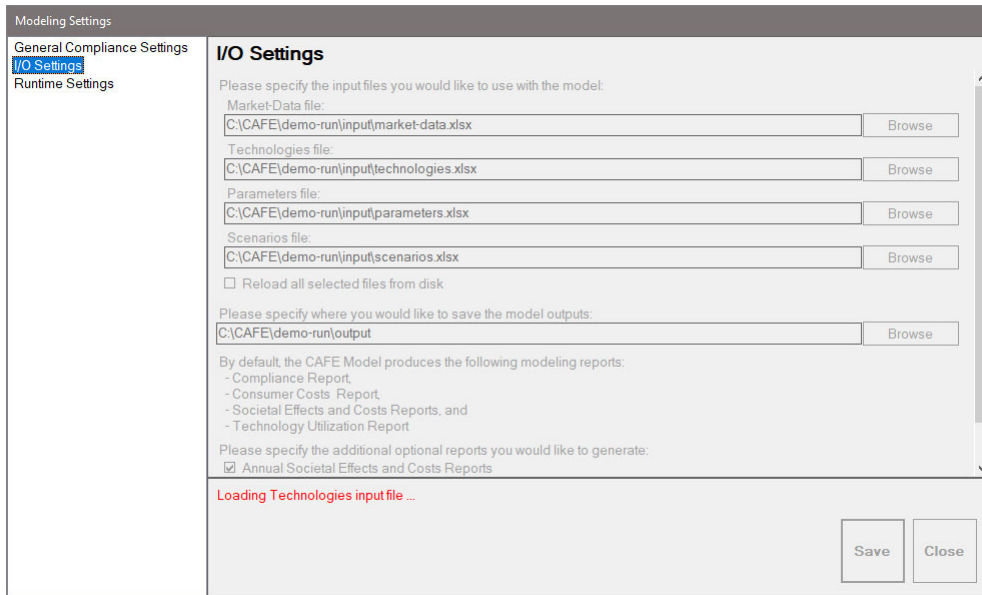 Modeling Settings
General Compliance Settings
I/O Settings
Runtime Settings
I/O Settings
Please specify the input files you would like to use with the model:
Market-Data file:
C:\CAFE\demo-run\input\market-data.xlsx Browse
Technologies file:
C:\CAFE\demo-run\input\technologies.xlsx Browse
Parameters file:
C:\CAFE\demo-run\input\parameters.xlsx Browse
Scenarios file:
C:\CAFE\demo-run\input\scenarios.xlsx Browse
Reload all selected files from disk
Please specify where you would like to save the model outputs:
C:\CAFE\demo-run\output Browse
By default, the CAFE Model produces the following modeling reports:
- Compliance Report,
- Consumer Costs Report,
- Societal Effects and Costs Reports, and
- Technology Utilization Report
Please specify the additional optional reports you would like to generate:
Annual Societal Effects and Costs Reports
Loading Technologies input file ...
Save Close